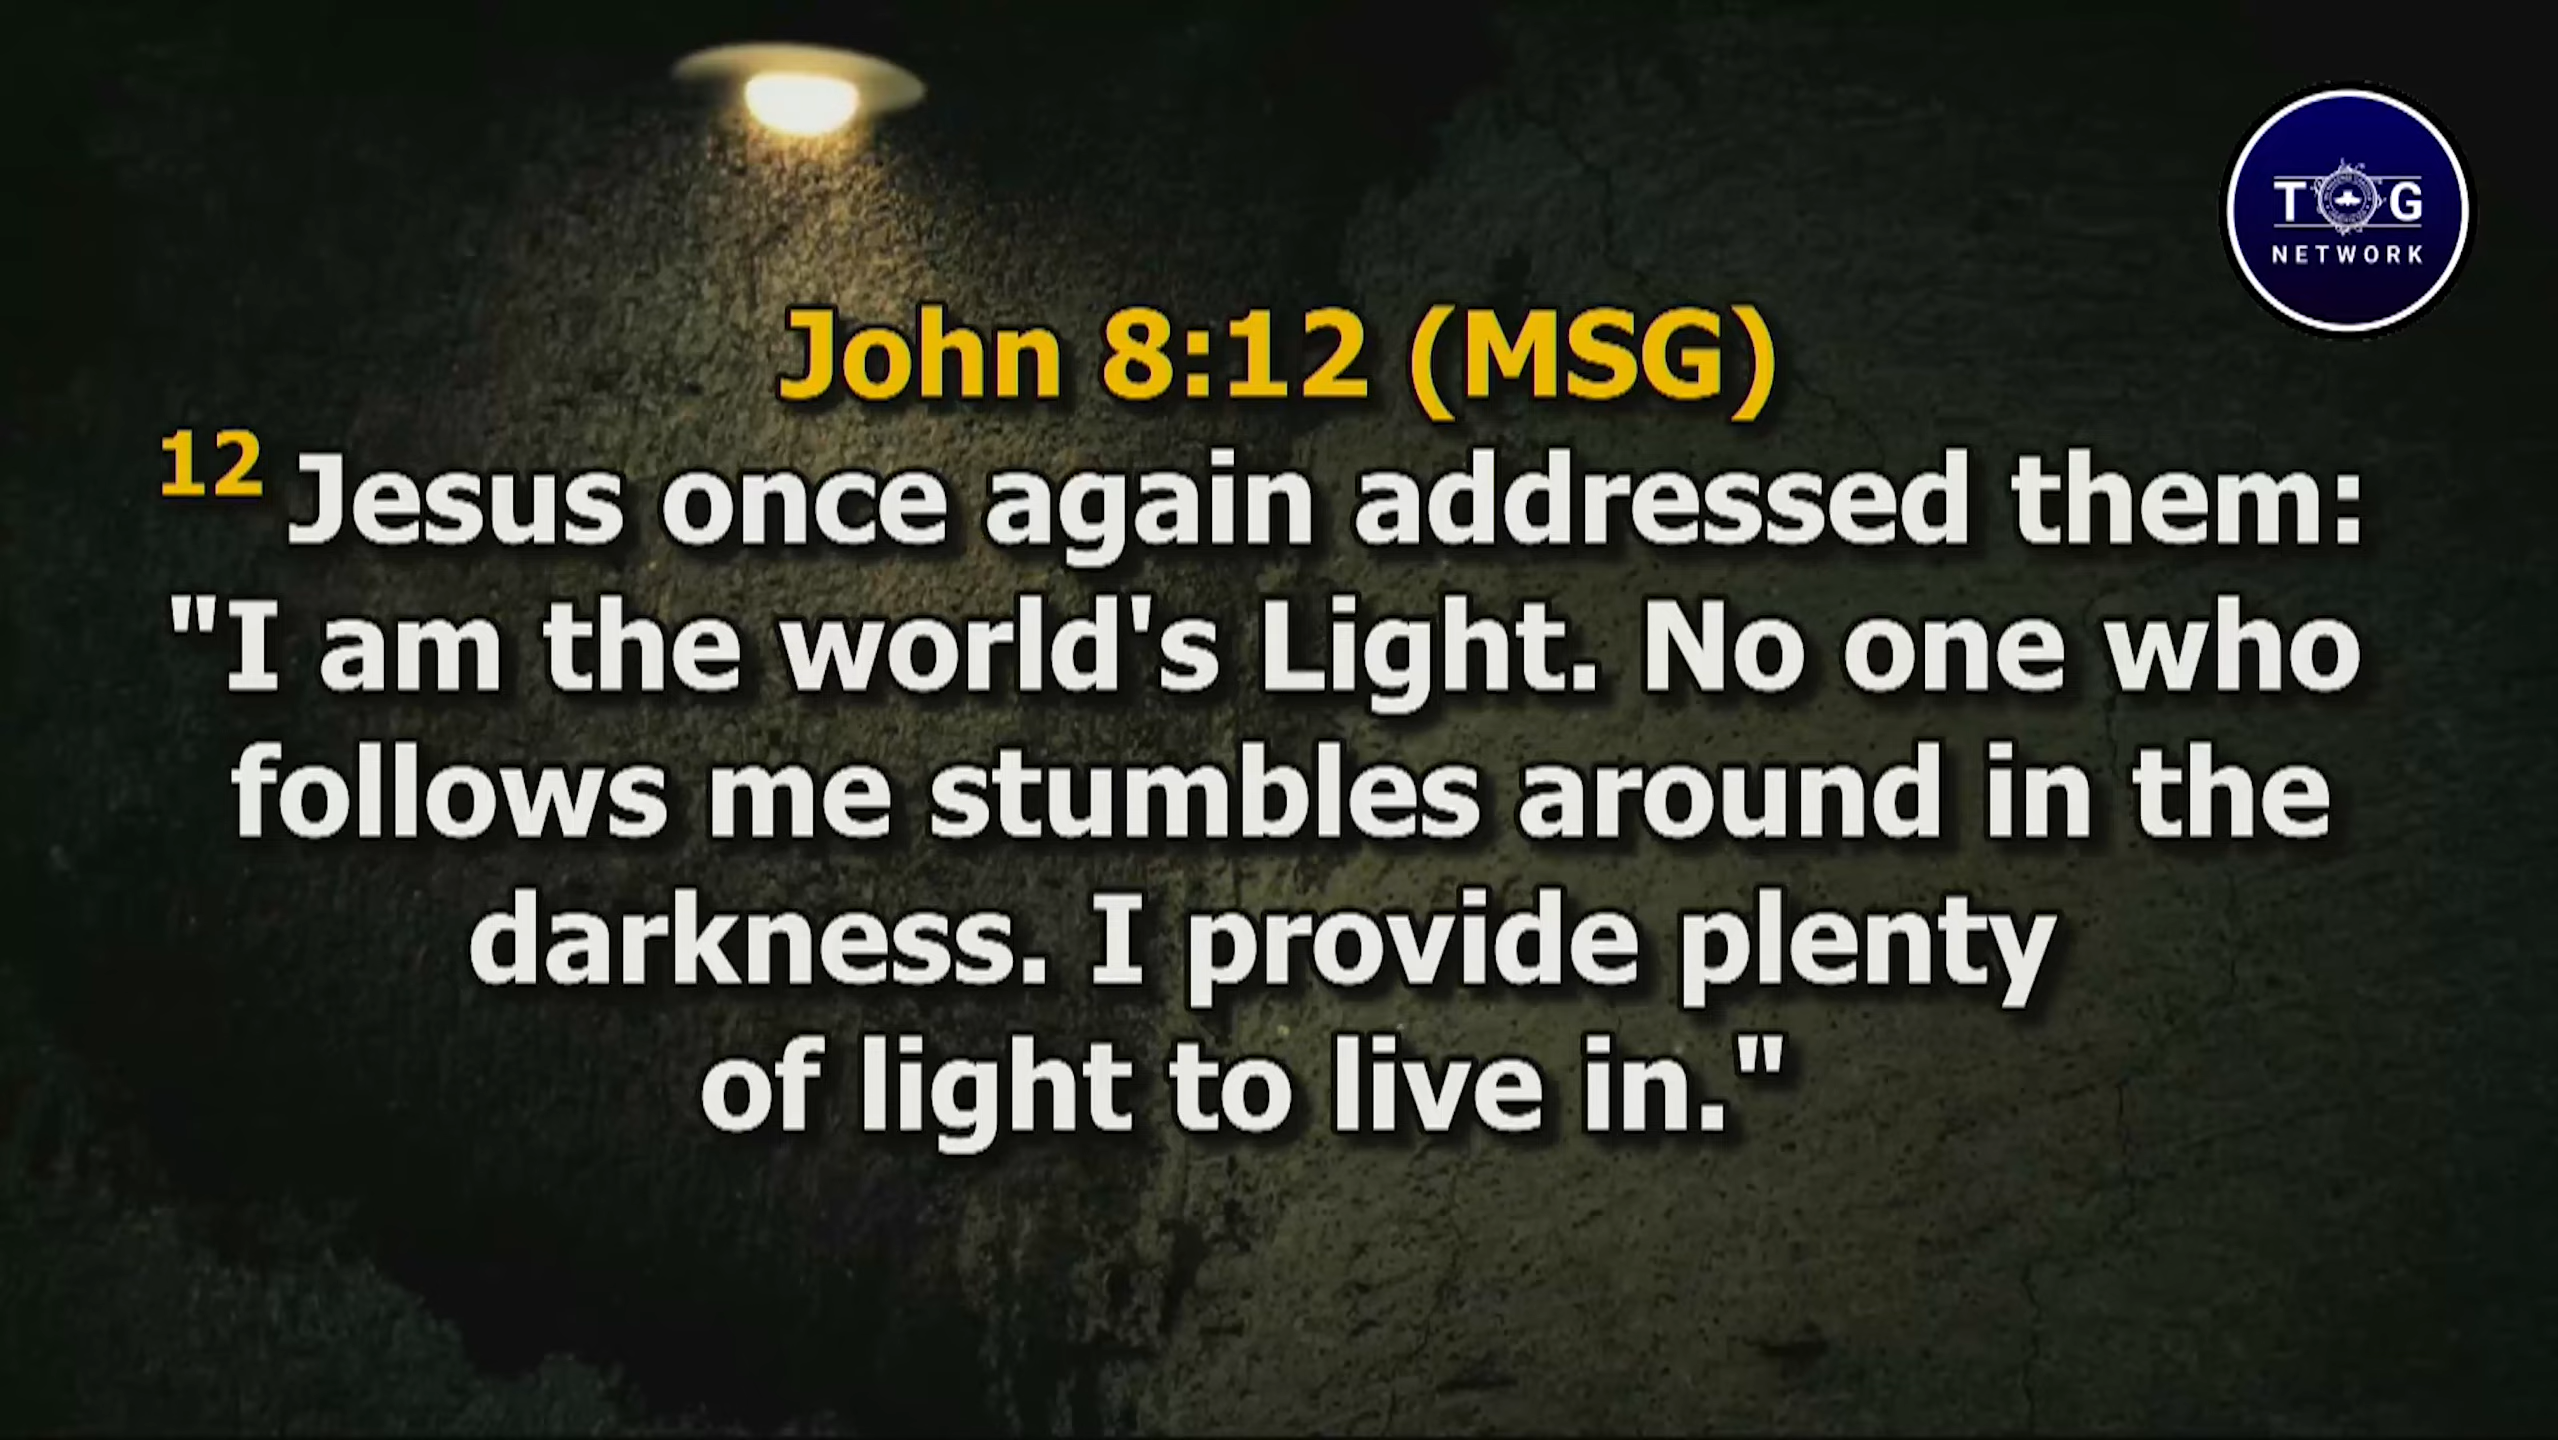 T G
NETWORK
John 8:12 (MSG)
12 Jesus once again addressed them:
"I am the world's Light. No one who
follows me stumbles around in the
darkness. I provide plenty
of light to live in."